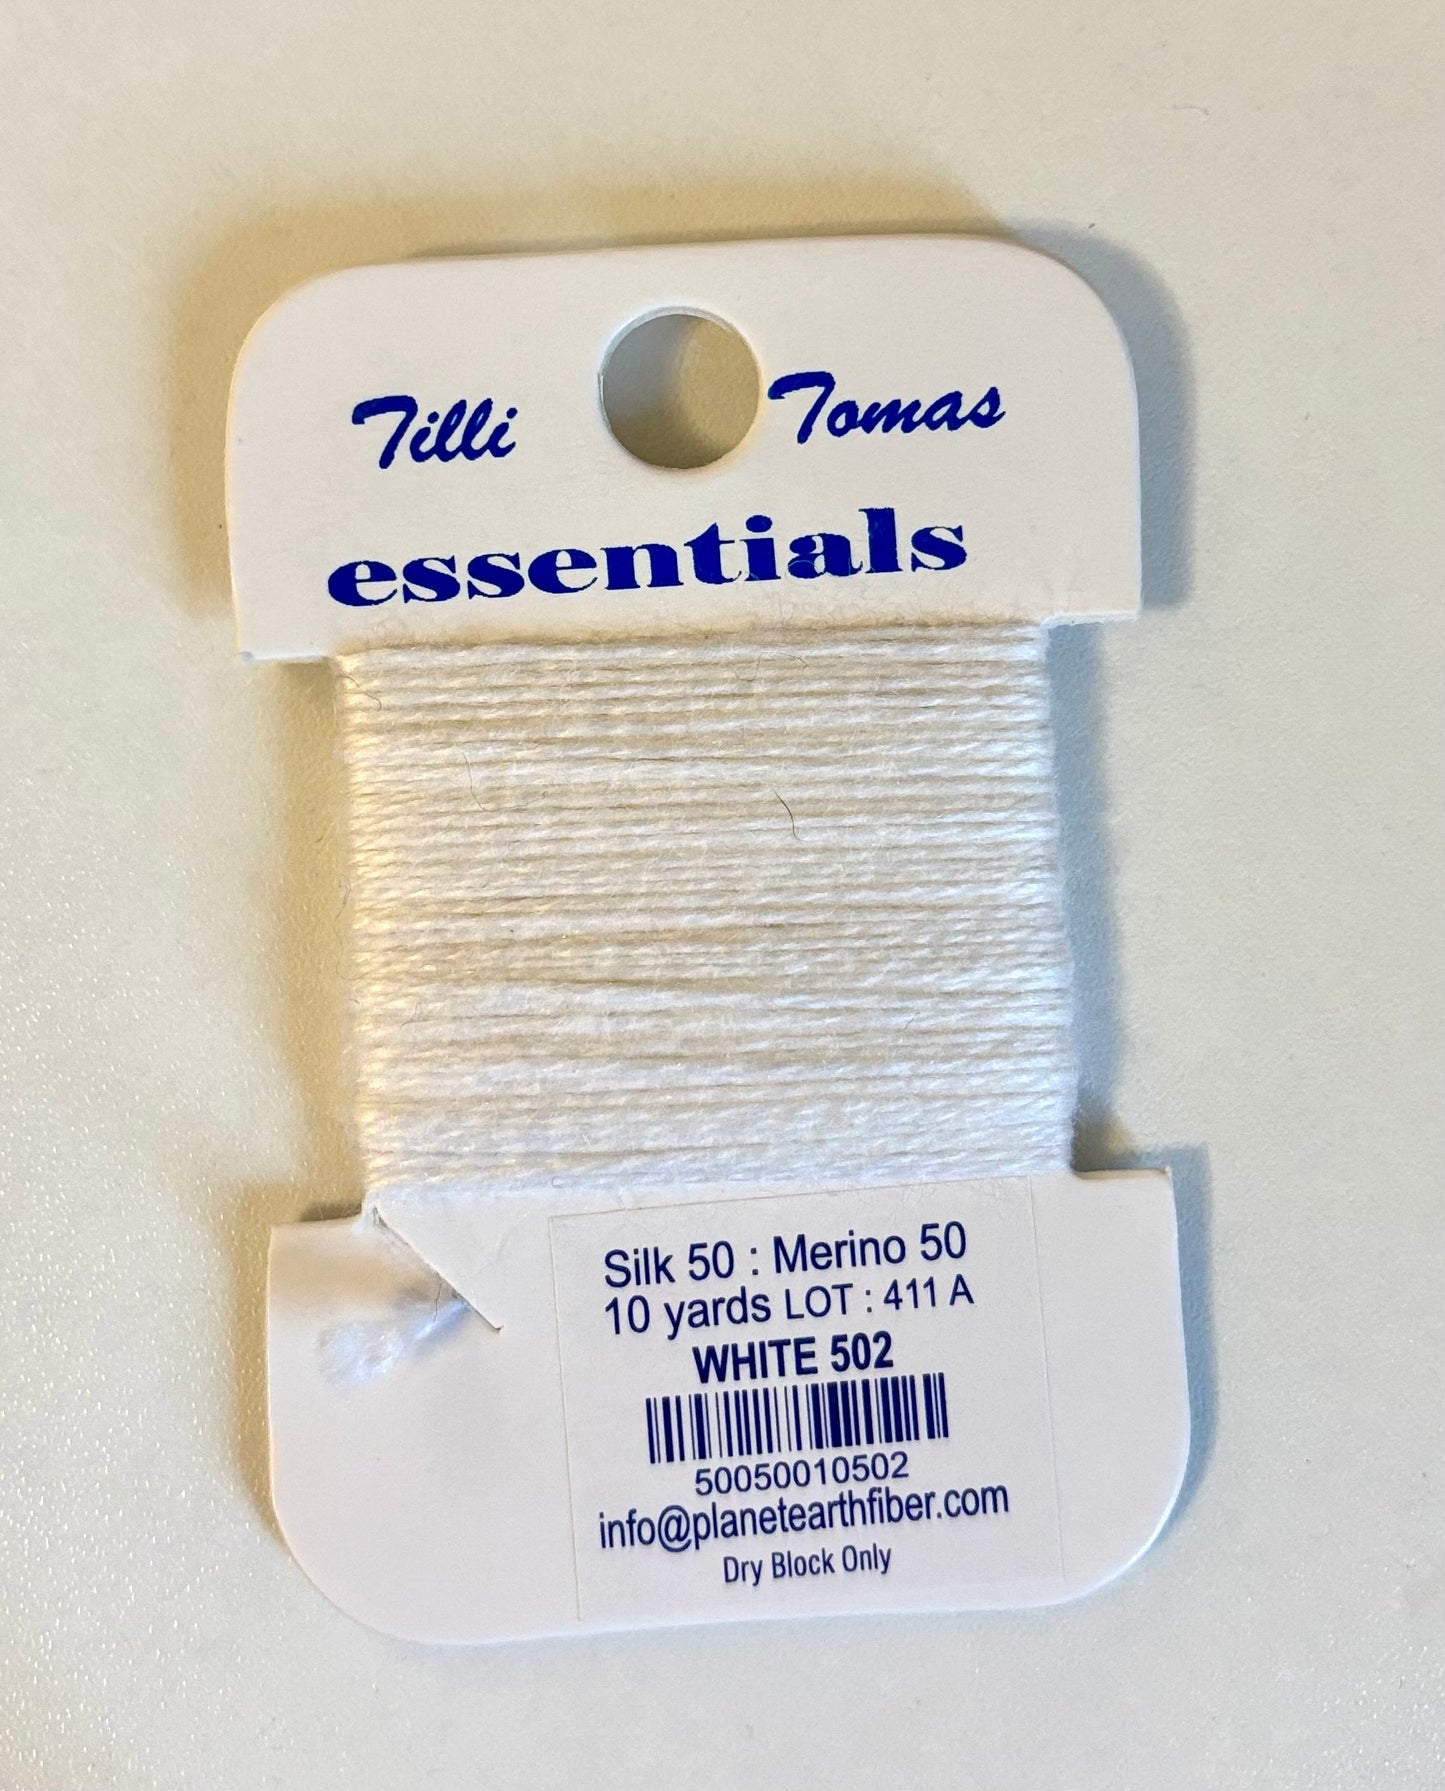 Tilli Tomas
essentials
Silk 50 : Merino 50
10 yards LOT : 411 A
WHITE 502
50050010502
info@planetearthfiber.com
Dry Block Only